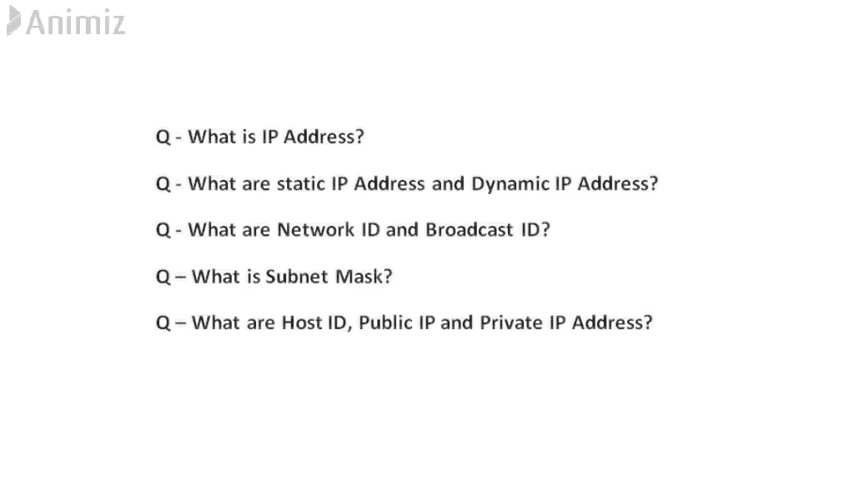 Animiz
Q - What is IP Address?
Q - What are static IP Address and Dynamic IP Address?
Q - What are Network ID and Broadcast ID?
Q – What is Subnet Mask?
Q – What are Host ID, Public IP and Private IP Address?